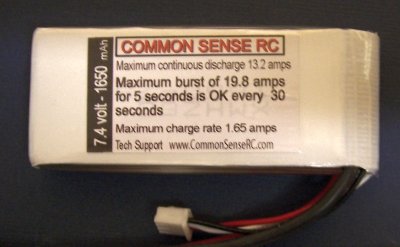 COMMON SENSE RC
7.4 volt - 1650 mAh
Maximum continuous discharge 13.2 amps
Maximum burst of 19.8 amps
for 5 seconds is OK every 30
seconds
Maximum charge rate 1.65 amps
Tech Support www.CommonSenseRC.com